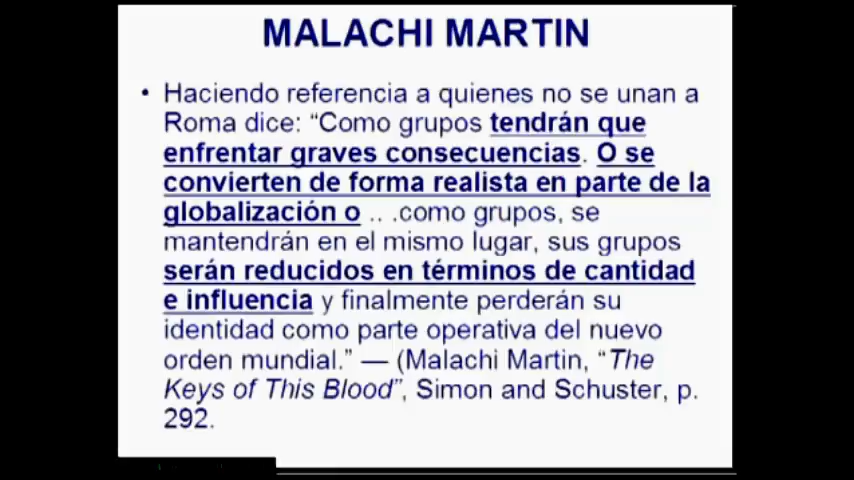 MALACHI MARTIN
• Haciendo referencia a quienes no se unan a
Roma dice: “Como grupos tendrán que
enfrentar graves consecuencias. O se
convierten de forma realista en parte de la
globalización o .. .como grupos, se
mantendrán en el mismo lugar, sus grupos
serán reducidos en términos de cantidad
e influencia y finalmente perderán su
identidad como parte operativa del nuevo
orden mundial.” — (Malachi Martin, “The
Keys of This Blood”, Simon and Schuster, p.
292.